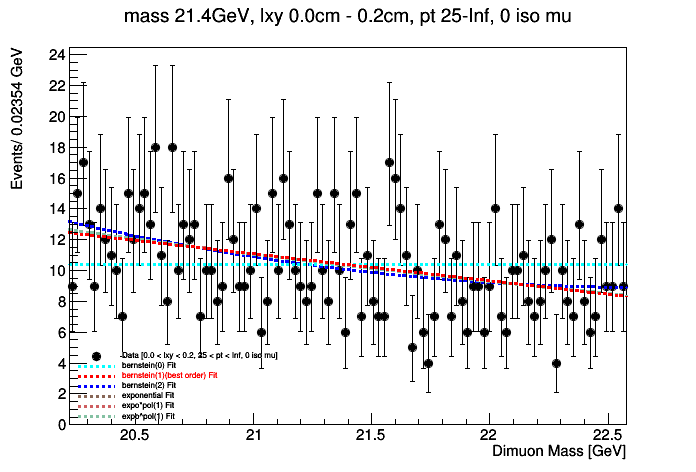 mass 21.4GeV, lxy 0.0cm - 0.2cm, pt 25-Inf, 0 iso mu
Events/ 0.02354 GeV
24
22
20
18
16
14
12
10
8
6
4
2
0
Data [0.0 < lxy < 0.2, 25 < pt < Inf, 0 iso mu]
bernstein(0) Fit
bernstein(1)(best order) Fit
bernstein(2) Fit
exponential Fit
expo*pol(1) Fit
expb*pol(1) Fit
20.5 21 21.5 22 22.5
Dimuon Mass [GeV]